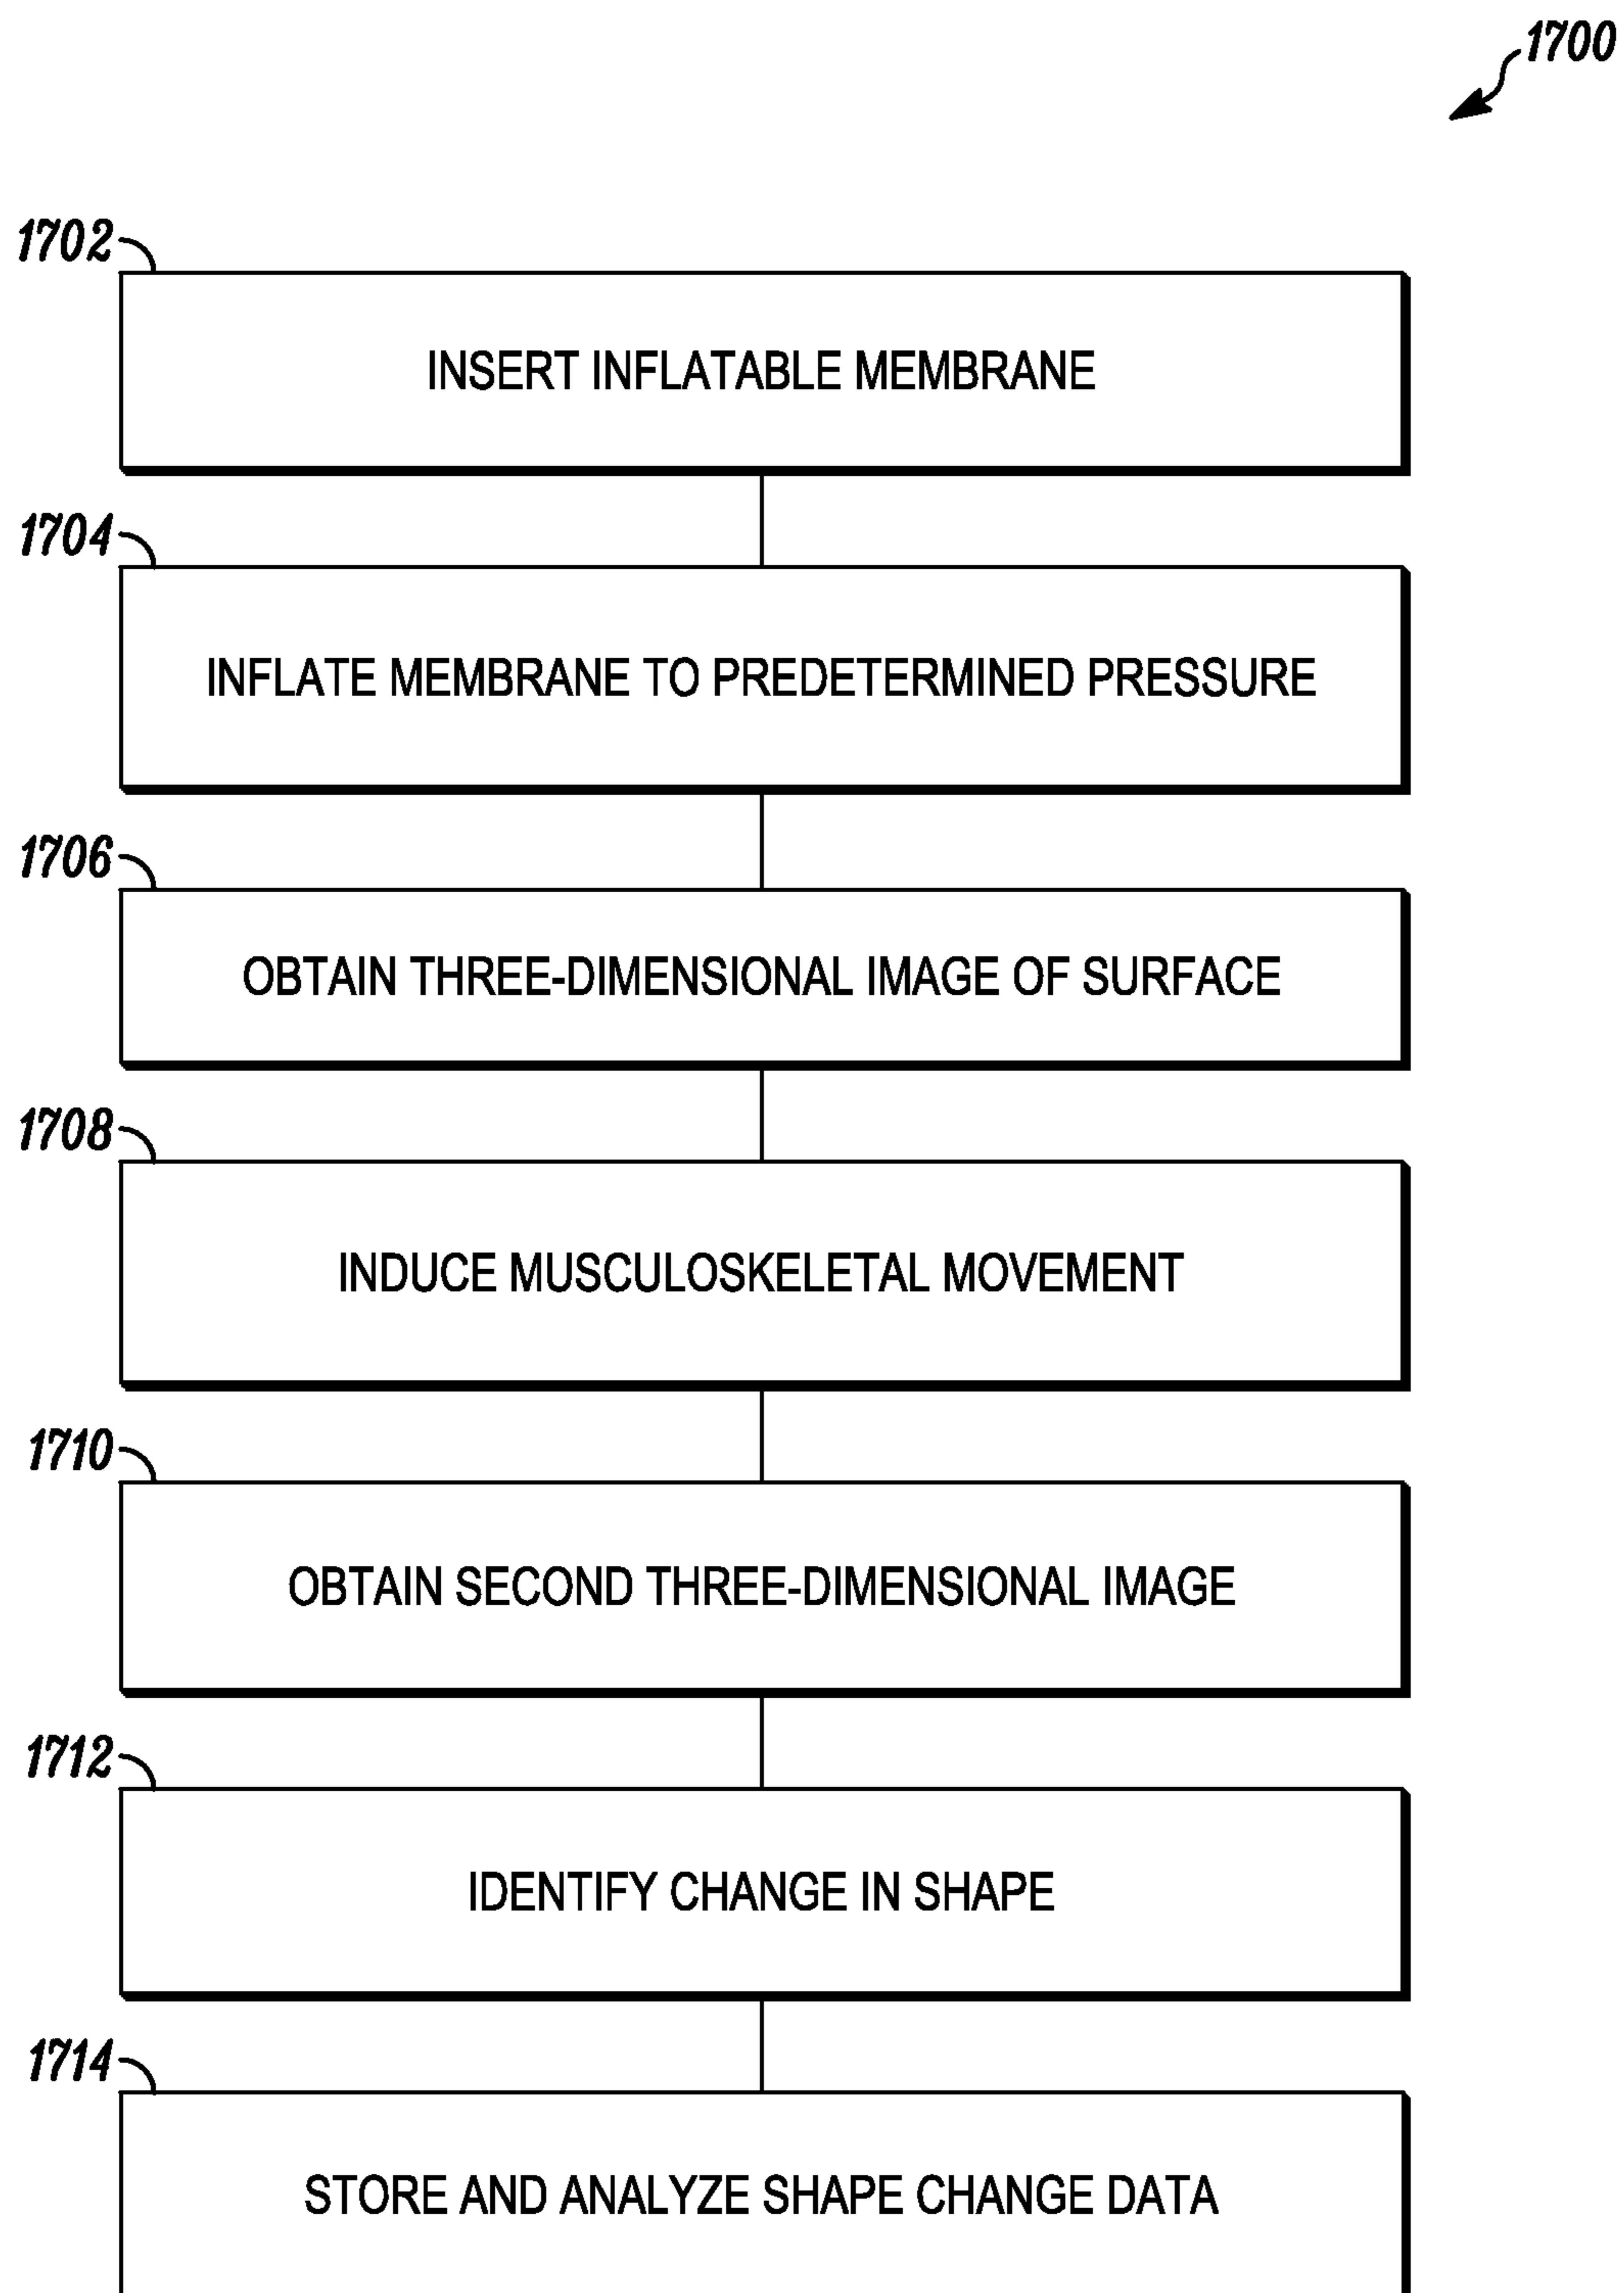 1700
1702
INSERT INFLATABLE MEMBRANE
1704
INFLATE MEMBRANE TO PREDETERMINED PRESSURE
1706
OBTAIN THREE-DIMENSIONAL IMAGE OF SURFACE
1708
INDUCE MUSCULOSKELETAL MOVEMENT
1710
OBTAIN SECOND THREE-DIMENSIONAL IMAGE
1712
IDENTIFY CHANGE IN SHAPE
1714
STORE AND ANALYZE SHAPE CHANGE DATA